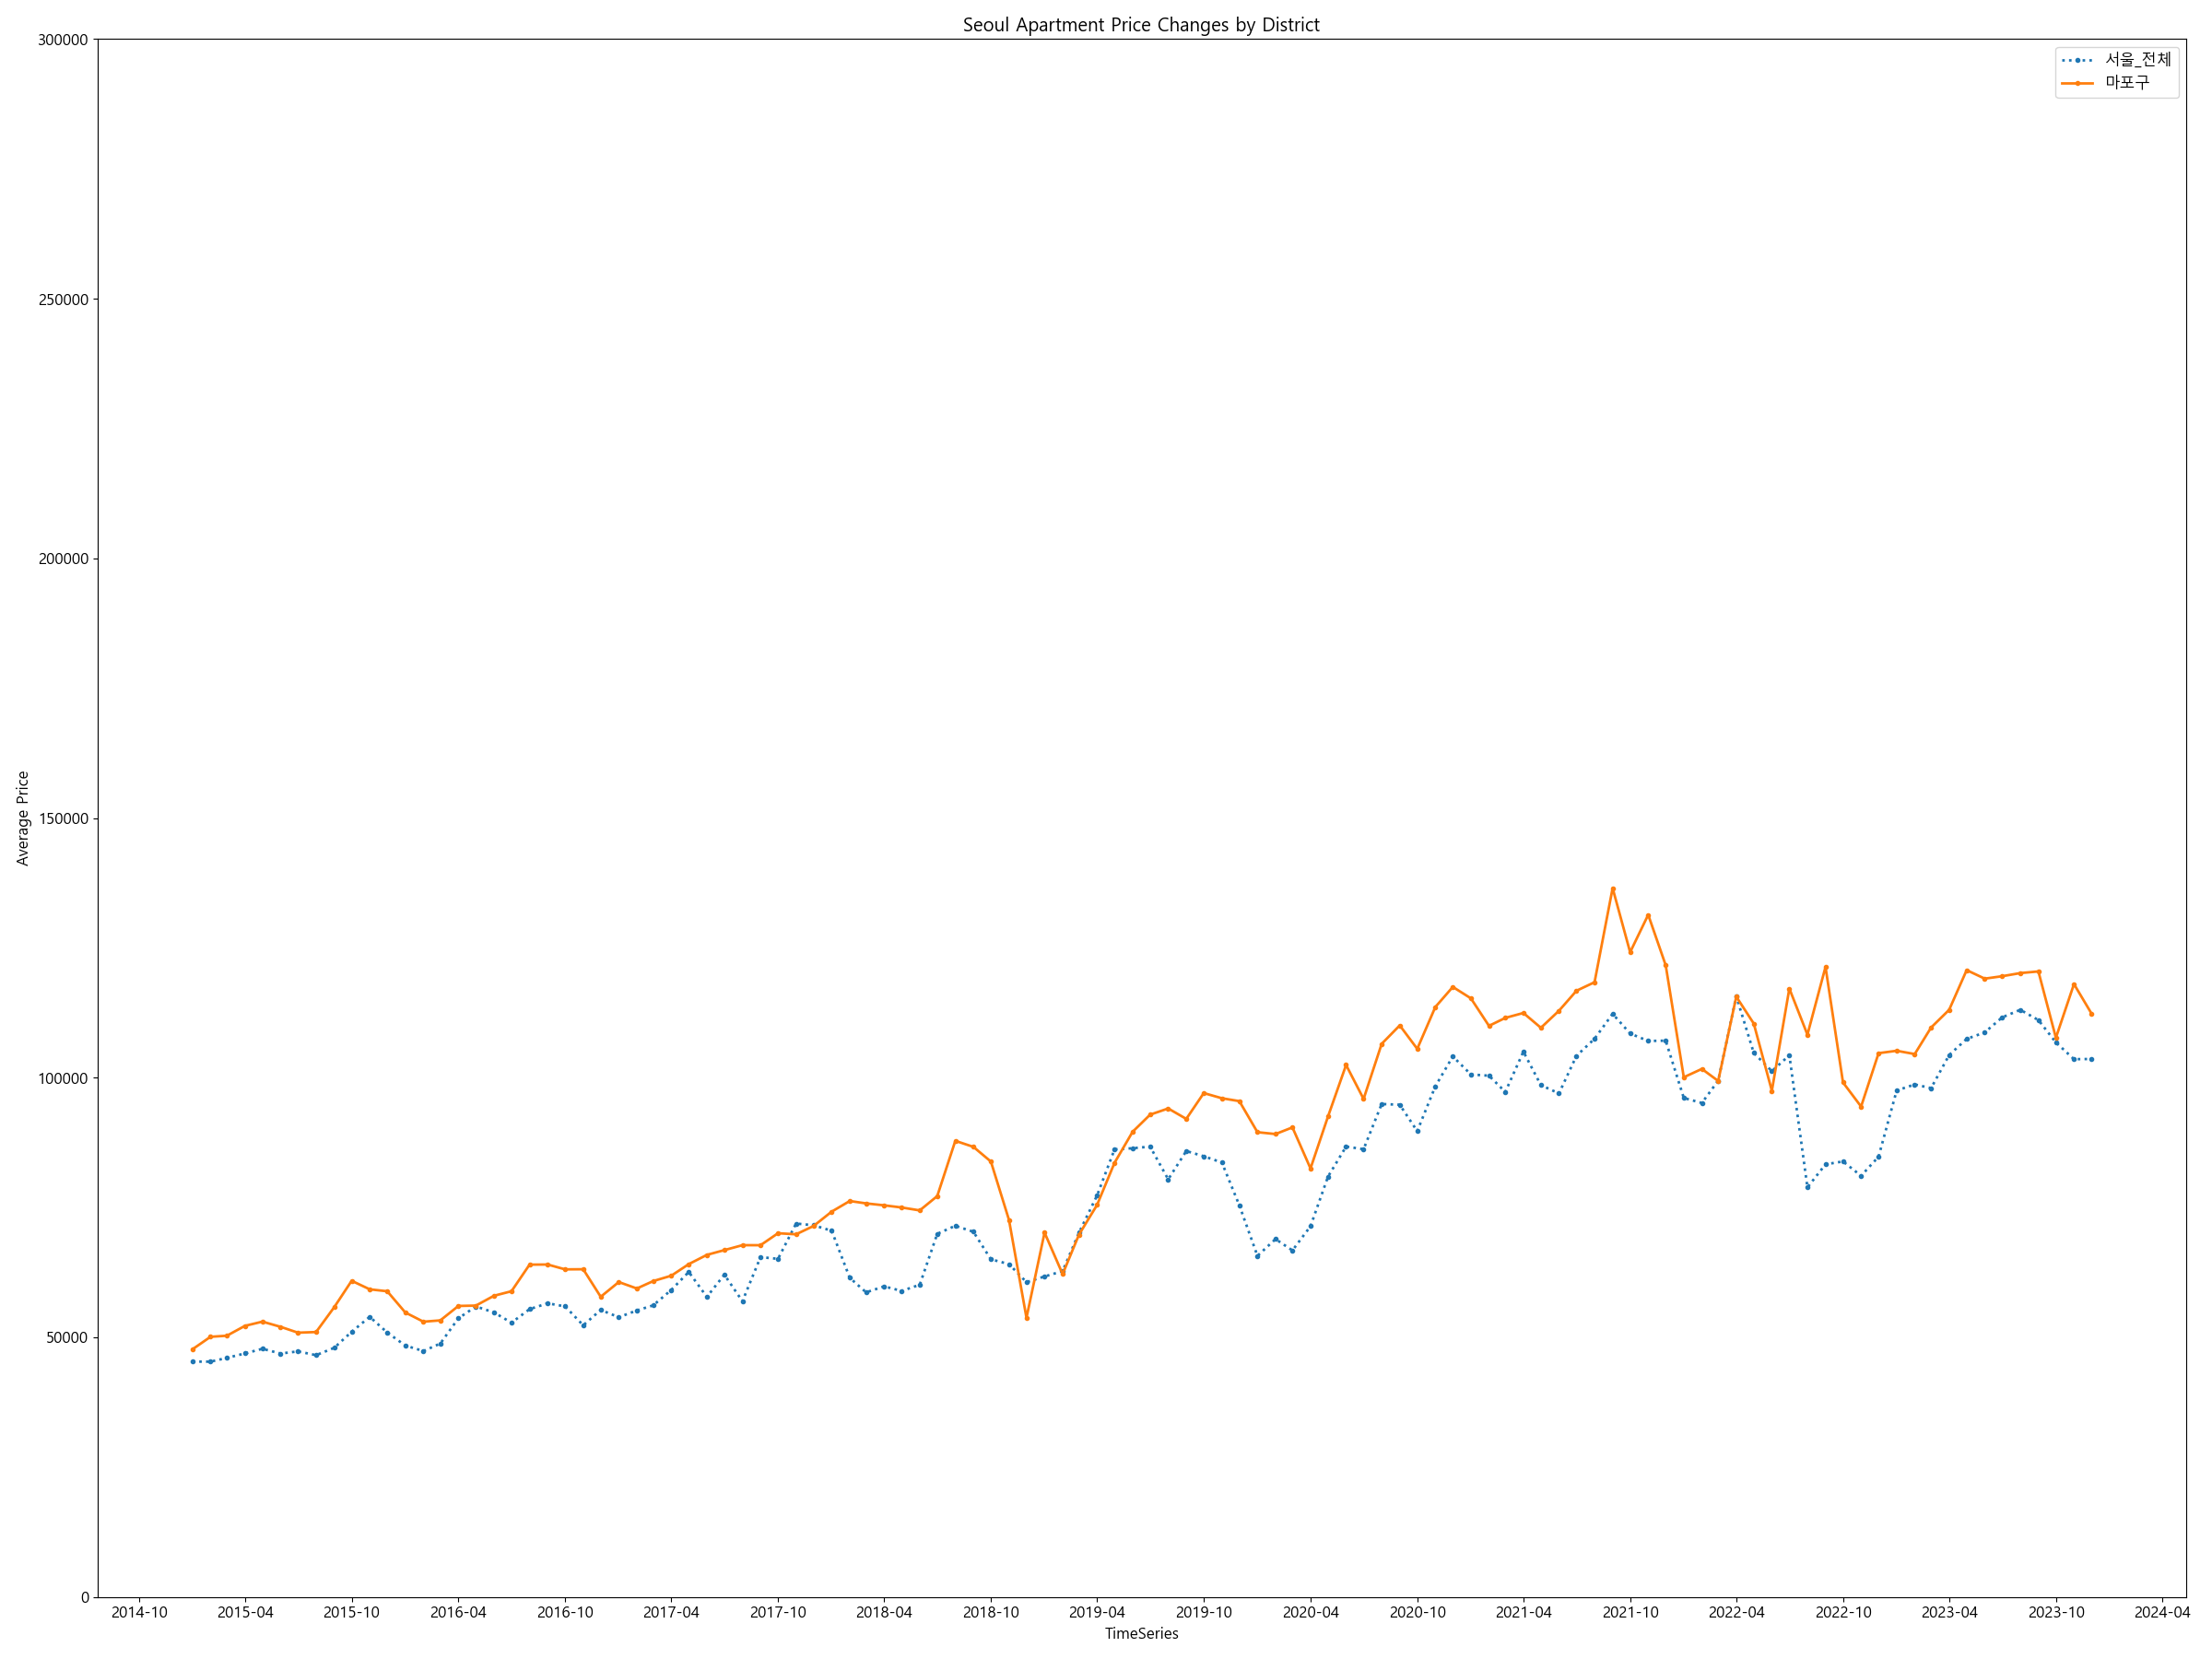 Seoul Apartment Price Changes by District
서울_전체
마포구
300000
250000
200000
150000
100000
50000
0
Average Price
2014-10 2015-04 2015-10 2016-04 2016-10 2017-04 2017-10 2018-04 2018-10 2019-04 2019-10 2020-04 2020-10 2021-04 2021-10 2022-04 2022-10 2023-04 2023-10 2024-04
TimeSeries